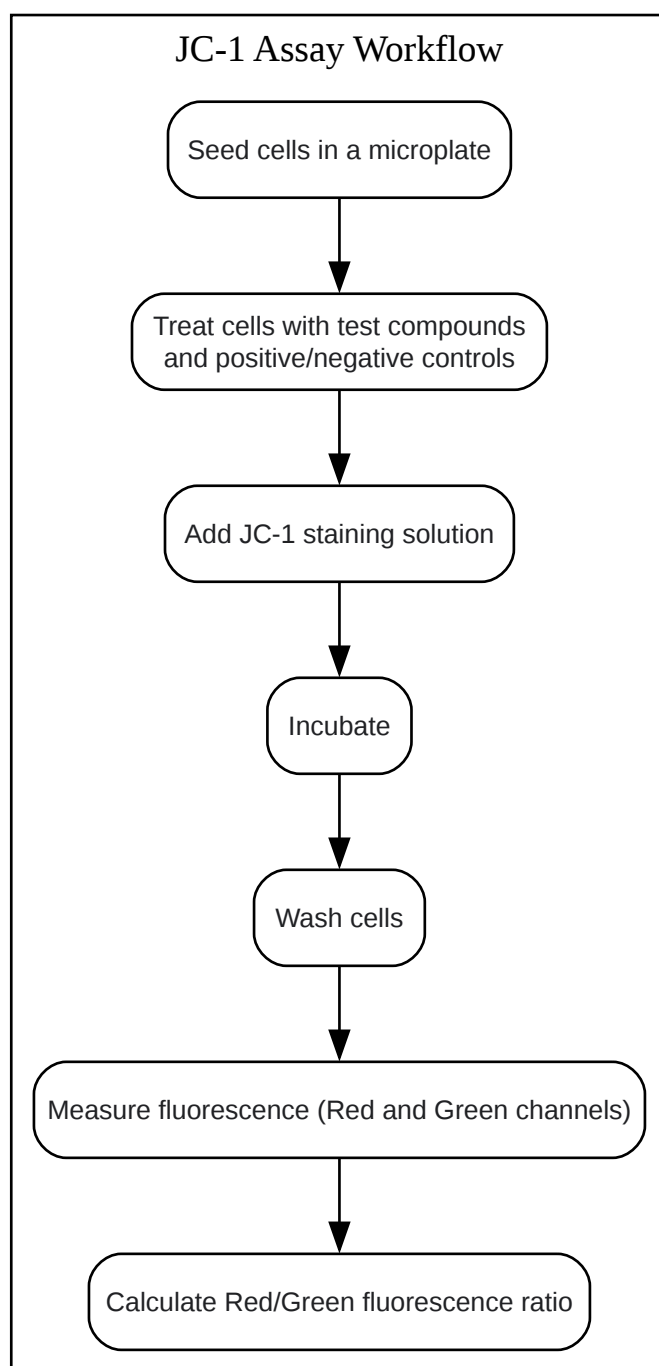 JC-1 Assay Workflow
Seed cells in a microplate
Treat cells with test compounds
and positive/negative controls
Add JC-1 staining solution
Incubate
Wash cells
Measure fluorescence (Red and Green channels)
Calculate Red/Green fluorescence ratio